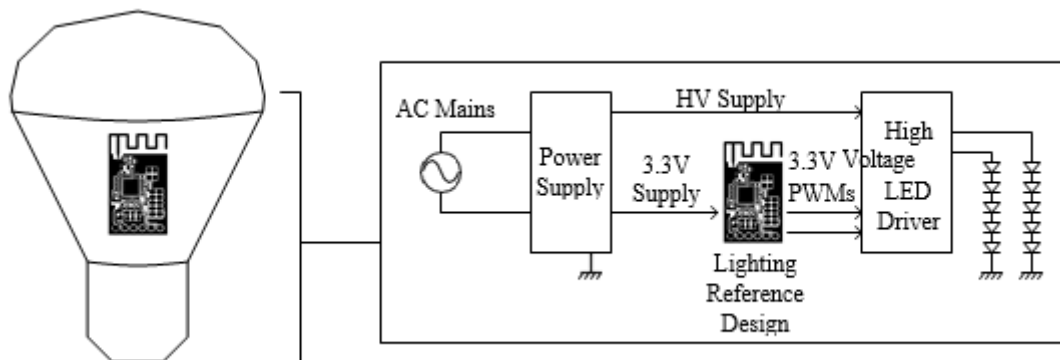 AC Mains
Power
Supply
HV Supply
3.3V
Supply
Lighting
Reference
Design
3.3V Voltage
PWMs
High
LED
Driver